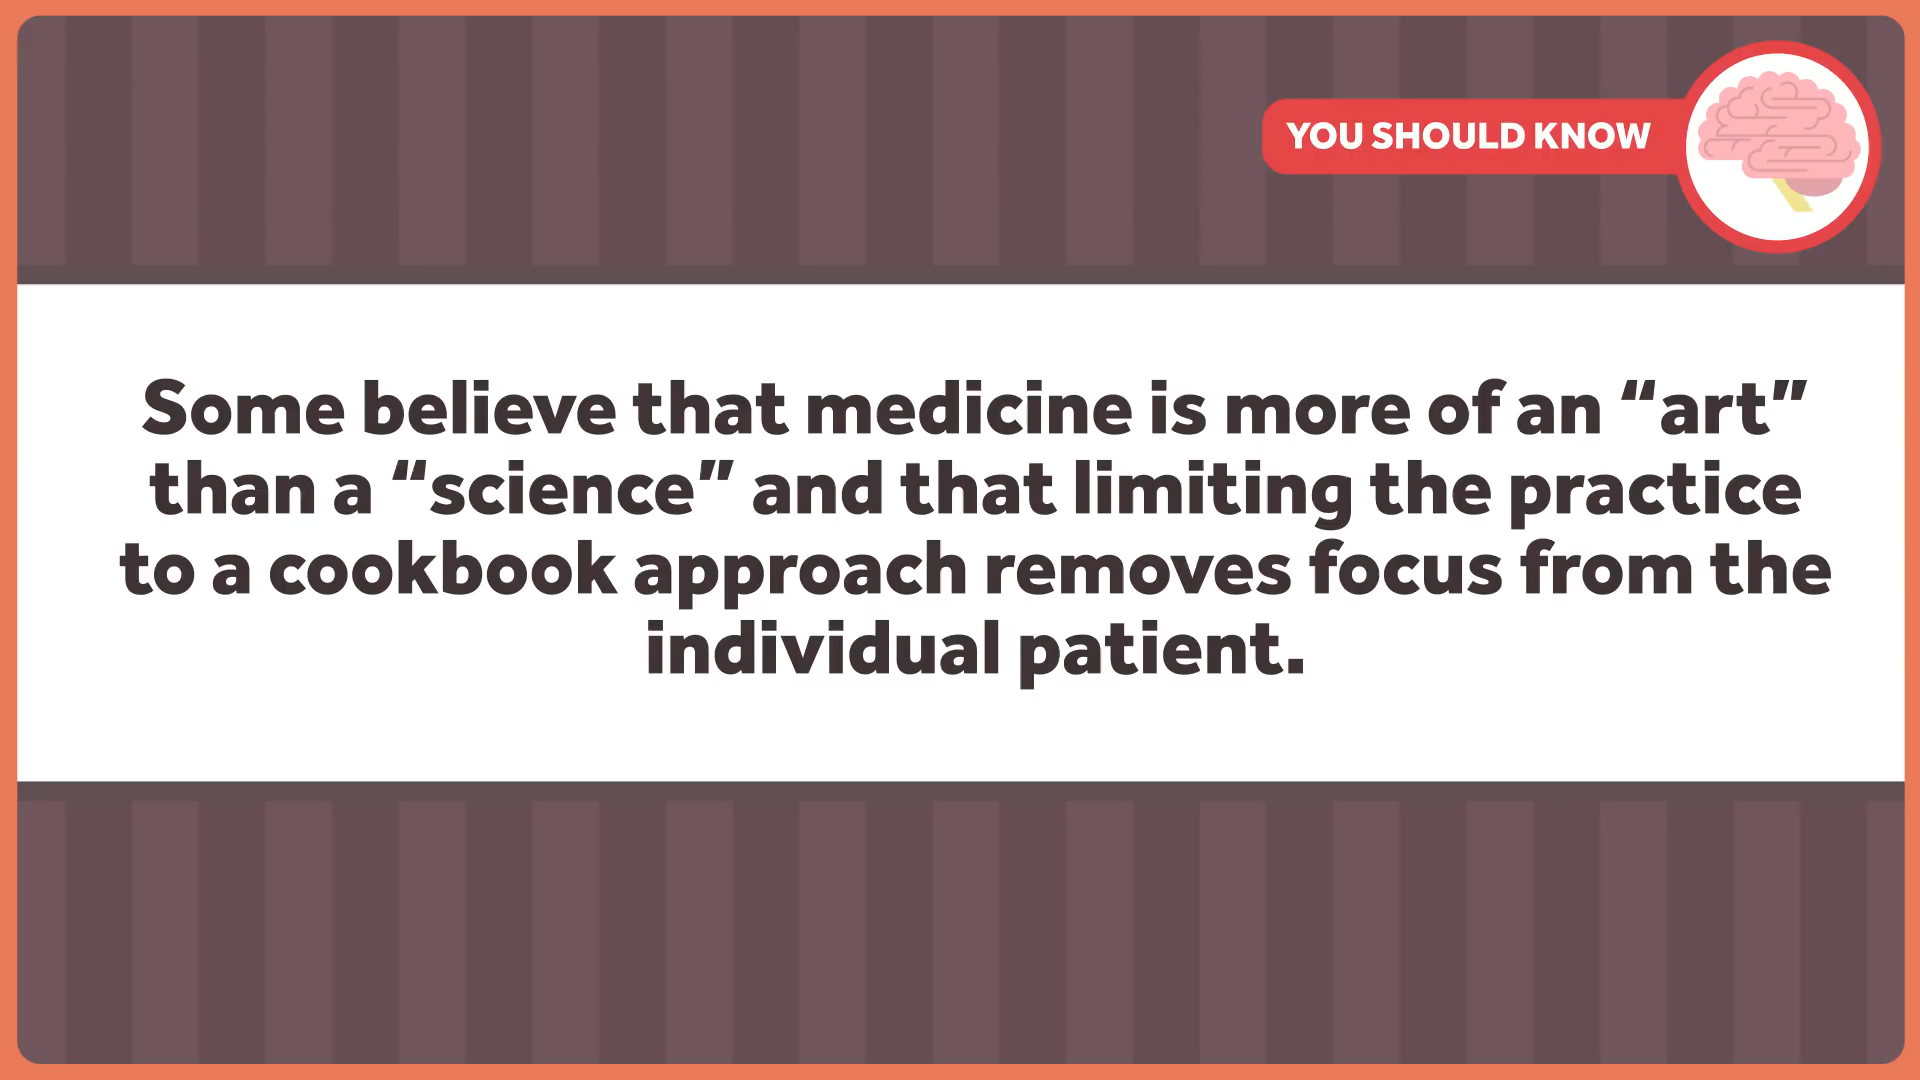 YOU SHOULD KNOW
Some believe that medicine is more of an “art”
than a “science” and that limiting the practice
to a cookbook approach removes focus from the
individual patient.